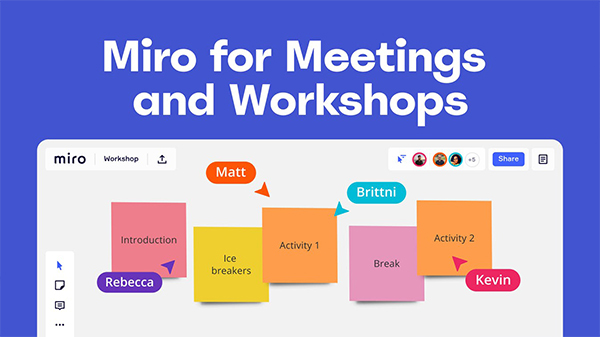 Miro for Meetings
and Workshops
miro
Workshop
+5
Share
Matt
Brittni
Introduction
Ice
breakers
Activity 1
Break
Activity 2
Rebecca
Kevin